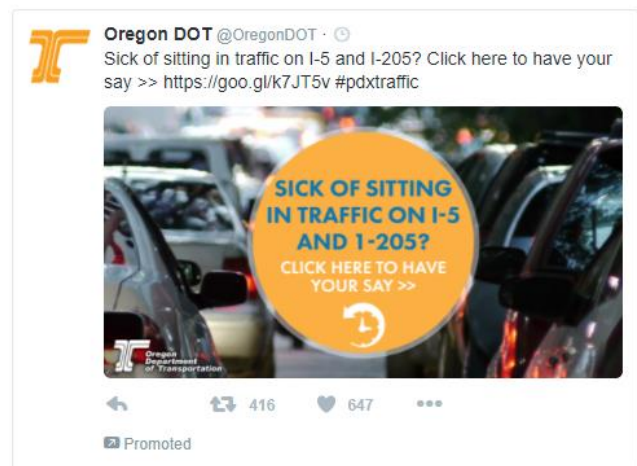 Oregon DOT @OregonDOT ·
Sick of sitting in traffic on I-5 and I-205? Click here to have your
say >> https://goo.gl/k7JT5v #pdxtraffic
SICK OF SITTING
IN TRAFFIC ON I-5
AND 1-205?
CLICK HERE TO HAVE
YOUR SAY >>
Oregon
Department
of Transportation
416 647
Promoted